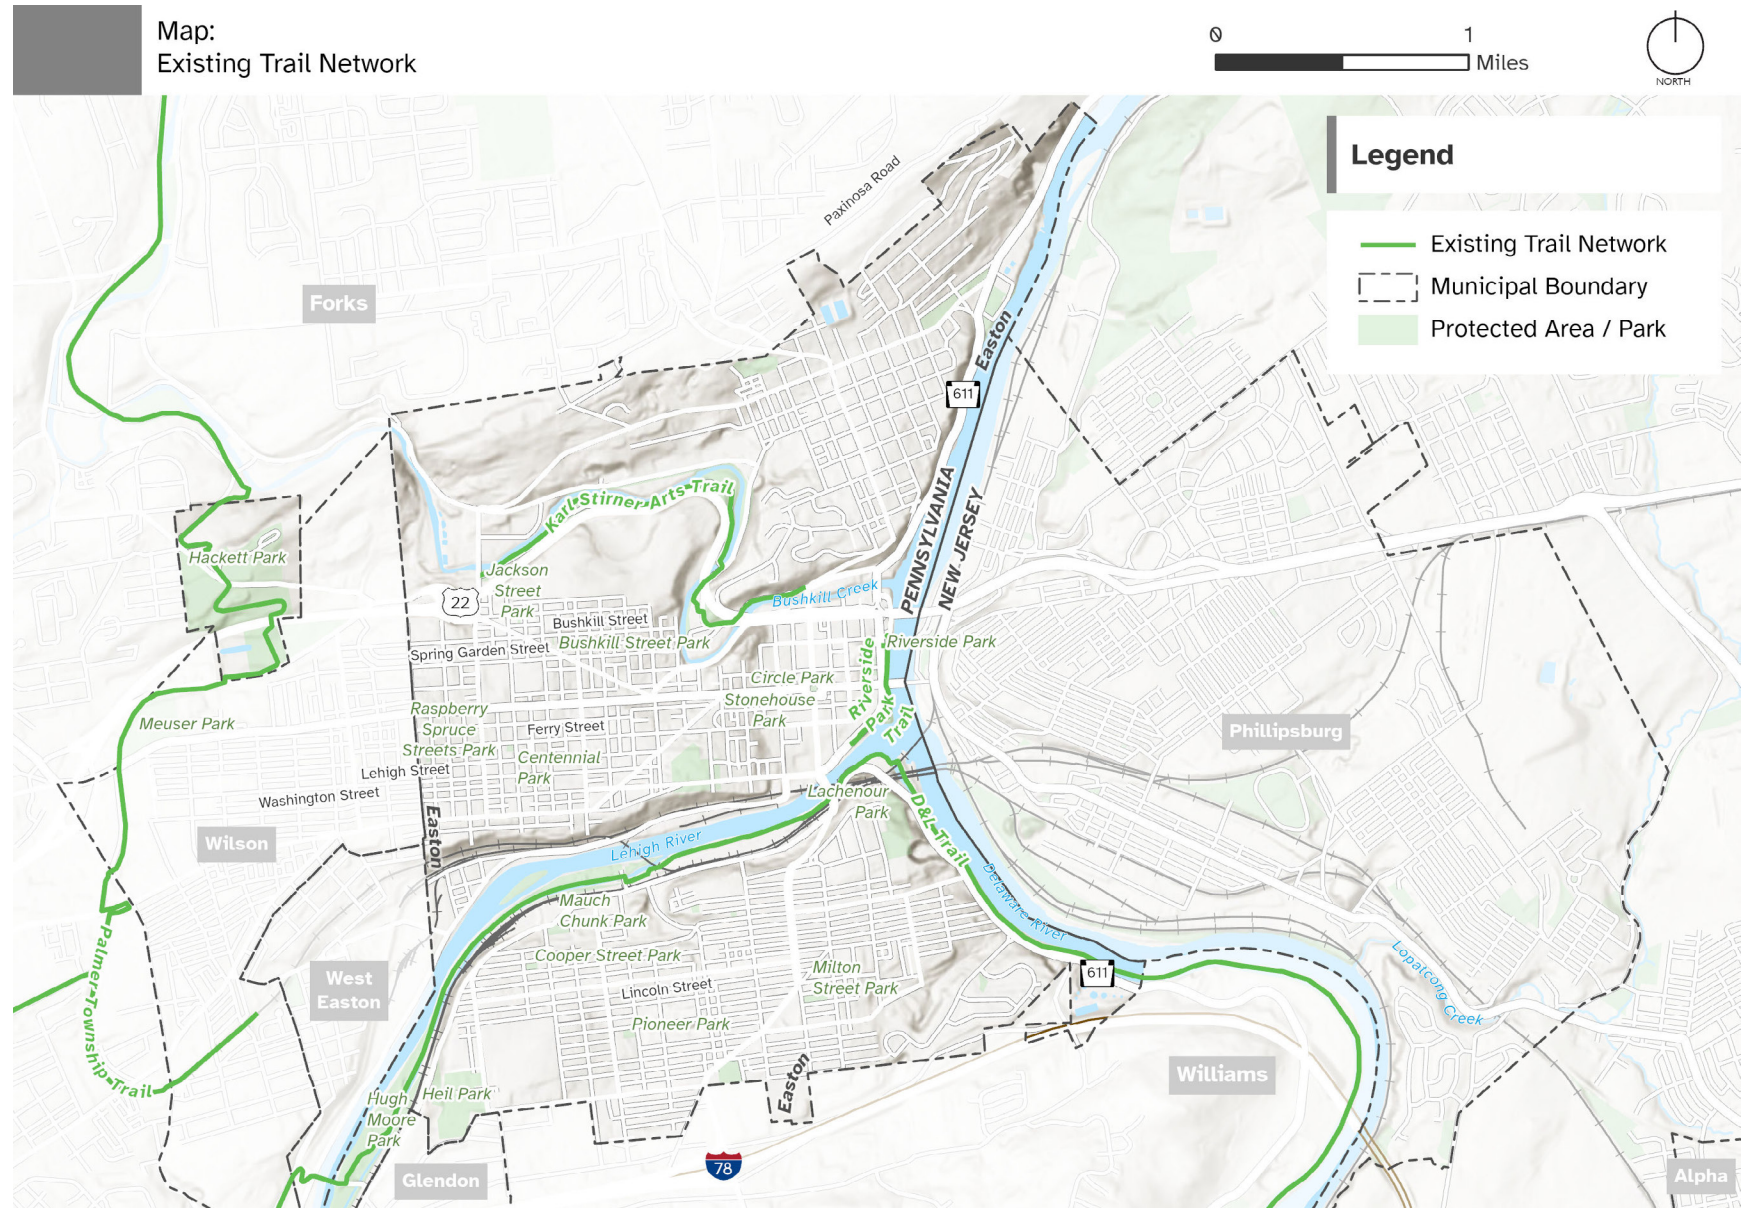 Map:
Existing Trail Network
0
1
Miles
NORTH
Legend
Existing Trail Network
Municipal Boundary
Protected Area / Park
Paxinosa Road
Forks
Easton
611
PENNSYLVANIA
NEW JERSEY
Karl Stirner Arts Trail
Hackett Park
Jackson
Street
Park
22
Bushkill Creek
Bushkill Street
Bushkill Street Park
Spring Garden Street
Riverside Park
Riverside
Park
Trail
Circle Park
Stonehouse
Park
Meuser Park
Raspberry
Spruce
Streets Park
Ferry Street
Centennial
Park
Lehigh Street
Washington Street
Phillipsburg
Lachenour
Park
D&L Trail
Wilson
Easton
Lehigh River
Delaware River
Mauch
Chunk Park
Cooper Street Park
Lincoln Street
Milton
Street Park
611
Lopatcong Creek
Palmer Township Trail
West
Easton
Pioneer Park
Easton
Williams
Hugh
Moore
Park
Heil Park
Glendon
78
Alpha